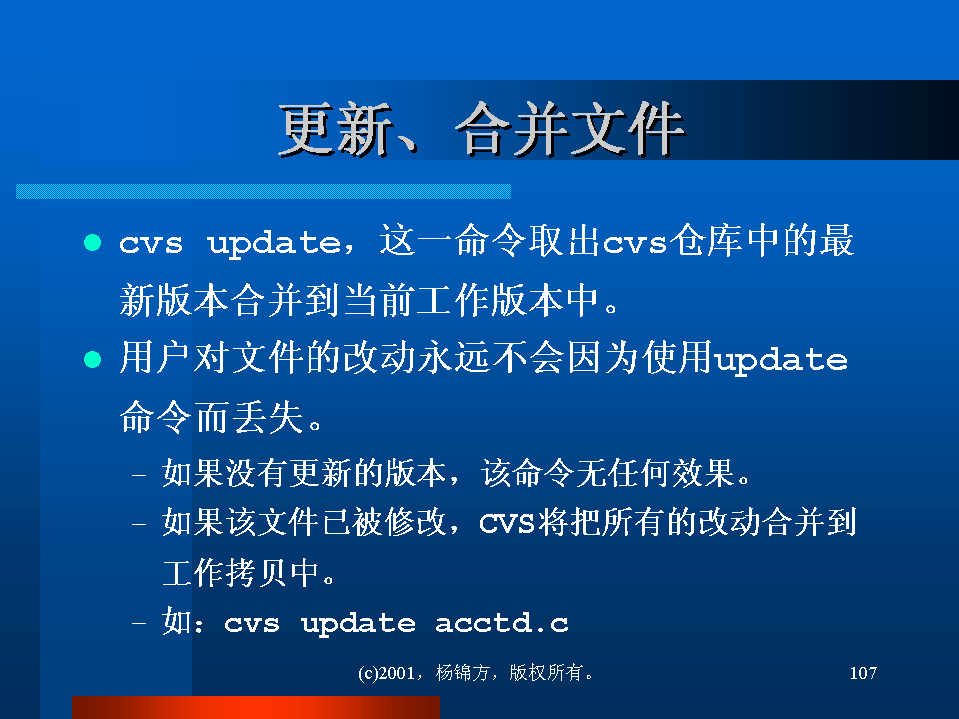 更新、合并文件
cvs update，这一命令取出cvs仓库中的最
新版本合并到当前工作版本中。
用户对文件的改动永远不会因为使用update
命令而丢失。
– 如果没有更新的版本，该命令无任何效果。
– 如果该文件已被修改，CVS将把所有的改动合并到
工作拷贝中。
– 如：cvs update acctd.c
(c)2001，杨锦方，版权所有。
107